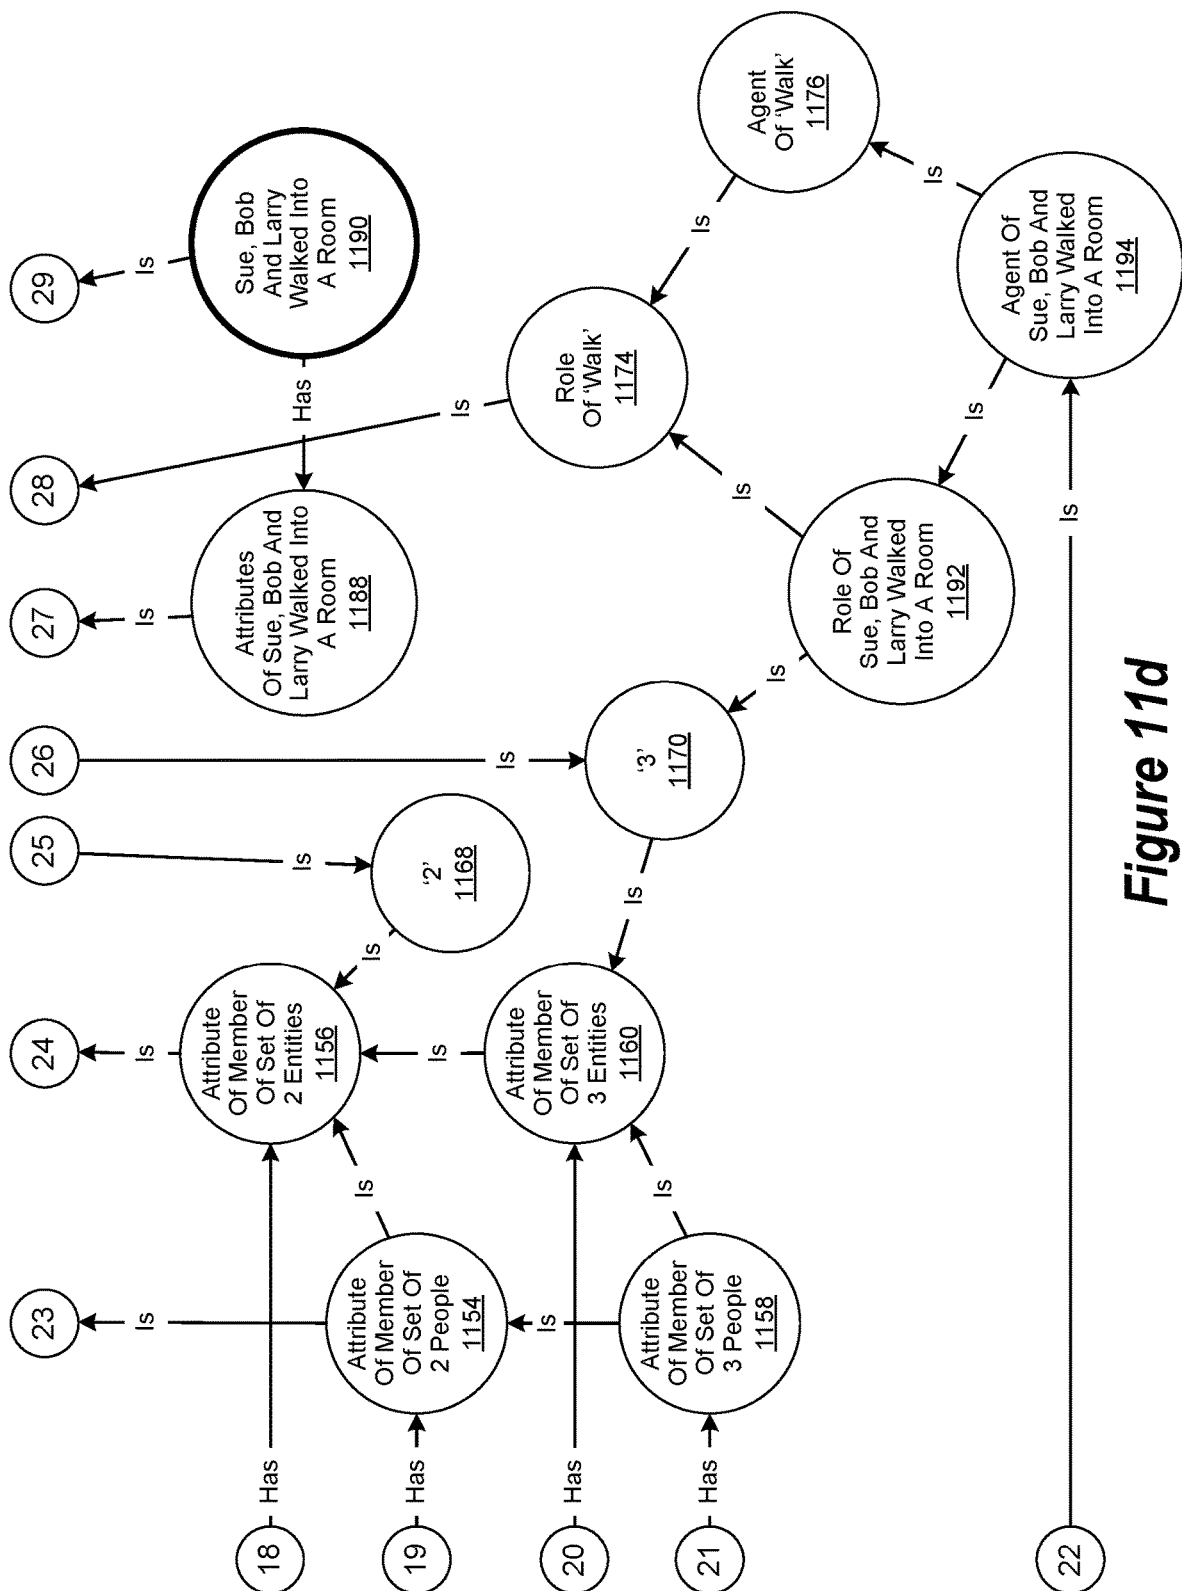 23
24
25
26
27
28
29
Is
Is
Is
Is
18
Has
Attribute
Of Member
Of Set Of
2 Entities
1156
Attributes
Of Sue, Bob And
Larry Walked Into
A Room
1188
Has
Sue, Bob
And Larry
Walked Into
A Room
1190
Is
Is
Is
19
Has
Attribute
Of Member
Of Set Of
2 People
1154
Is
'2'
1168
Is
Is
Is
20
Has
Attribute
Of Member
Of Set Of
3 Entities
1160
Is
Role
Of 'Walk'
1174
Is
21
Has
Attribute
Of Member
Of Set Of
3 People
1158
Is
'3'
1170
Is
Is
Agent
Of 'Walk'
1176
Role Of
Sue, Bob And
Larry Walked
Into A Room
1192
Is
Is
22
Is
Agent Of
Sue, Bob And
Larry Walked
Into A Room
1194
Figure 11d